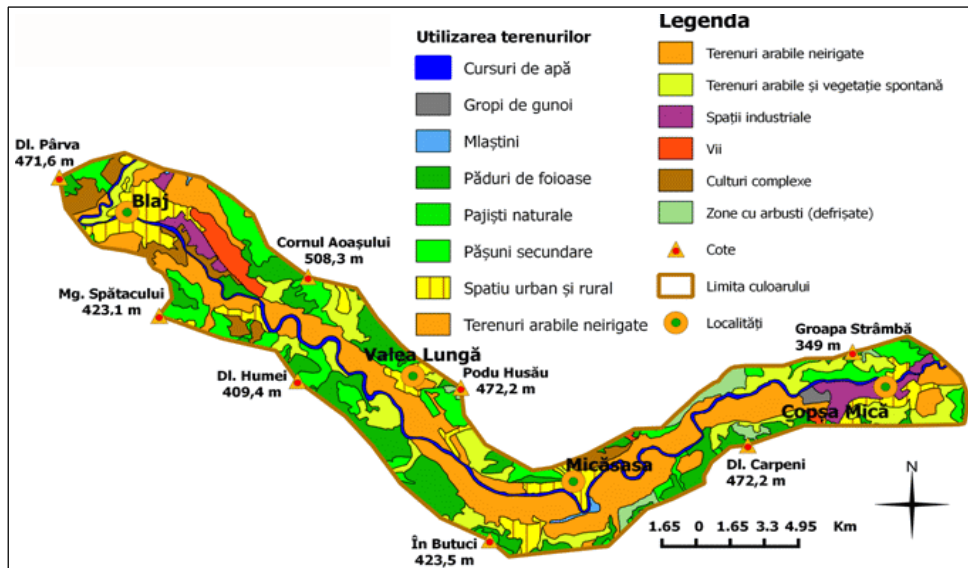 Utilizarea terenurilor
Cursuri de apă
Gropi de gunoi
Mlaștini
Păduri de foioase
Pajiști naturale
Pășuni secundare
Spatiu urban și rural
Terenuri arabile neirigate
Legenda
Terenuri arabile neirigate
Terenuri arabile și vegetație spontană
Spații industriale
Vii
Culturi complexe
Zone cu arbusti (defrișate)
Cote
Limita culoarului
Localități
Dl. Pârva
471,6 m
Blaj
Cornul Aoașului
508,3 m
Mg. Spătacului
423,1 m
Valea Lungă
Dl. Humei
409,4 m
Podu Husău
472,2 m
Groapa Strâmbă
349 m
Copșa Mică
Micăsasa
Dl. Carpeni
472,2 m
În Butuci
423,5 m
N
1.65 0 1.65 3.3 4.95 Km